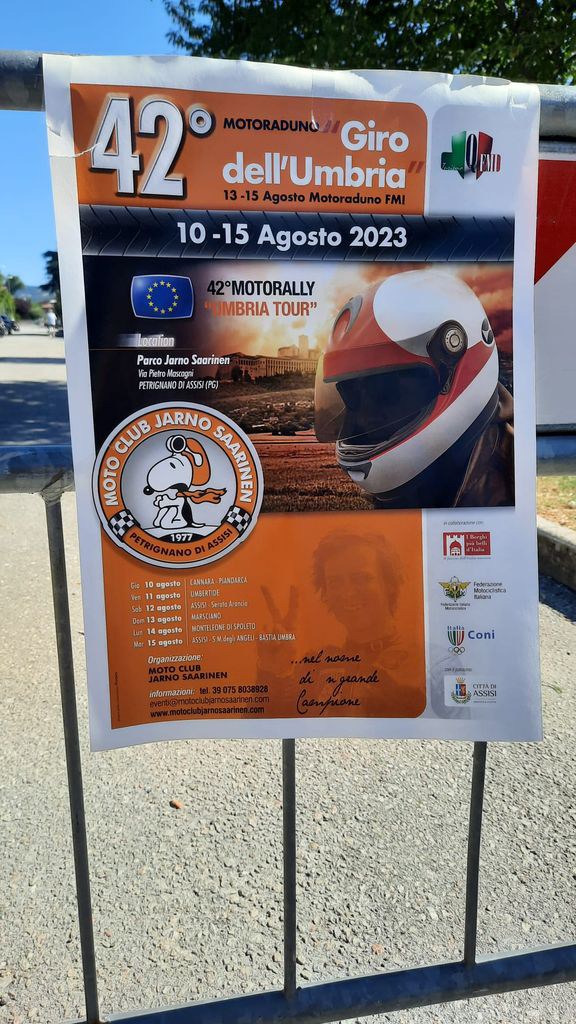 42° MOTORADUNO "Giro
dell'Umbria"
13 -15 Agosto Motoraduno FMI
10 -15 Agosto 2023
42°MOTORALLY
"UMBRIA TOUR"
Location
Parco Jarno Saarinen
Via Pietro Mascagni
PETRIGNANO DI ASSISI (PG)
MOTO CLUB JARNO SAARINEN
1977
PETRIGNANO DI ASSISI
in collaborazione con:
I Borghi
più belli
d'Italia
Federazione
Motociclistica
Italiana
Italia
Coni
CITTÀ DI
ASSISI
Gio 10 agosto CANNARA - PIANDARCA
Ven 11 agosto UMBERTIDE
Sab 12 agosto ASSISI - Serata Arancio
Dom 13 agosto MARSCIANO
Lun 14 agosto MONTELEONE DI SPOLETO
Mar 15 agosto ASSISI - S.M.degli ANGELI - BASTIA UMBRA
Organizzazione:
MOTO CLUB
JARNO SAARINEN
informazioni: tel. 39 075 8038928
eventi@motoclubjarnosaarinen.com
www.motoclubjarnosaarinen.com
...nel nome
di 'n grande
Campione